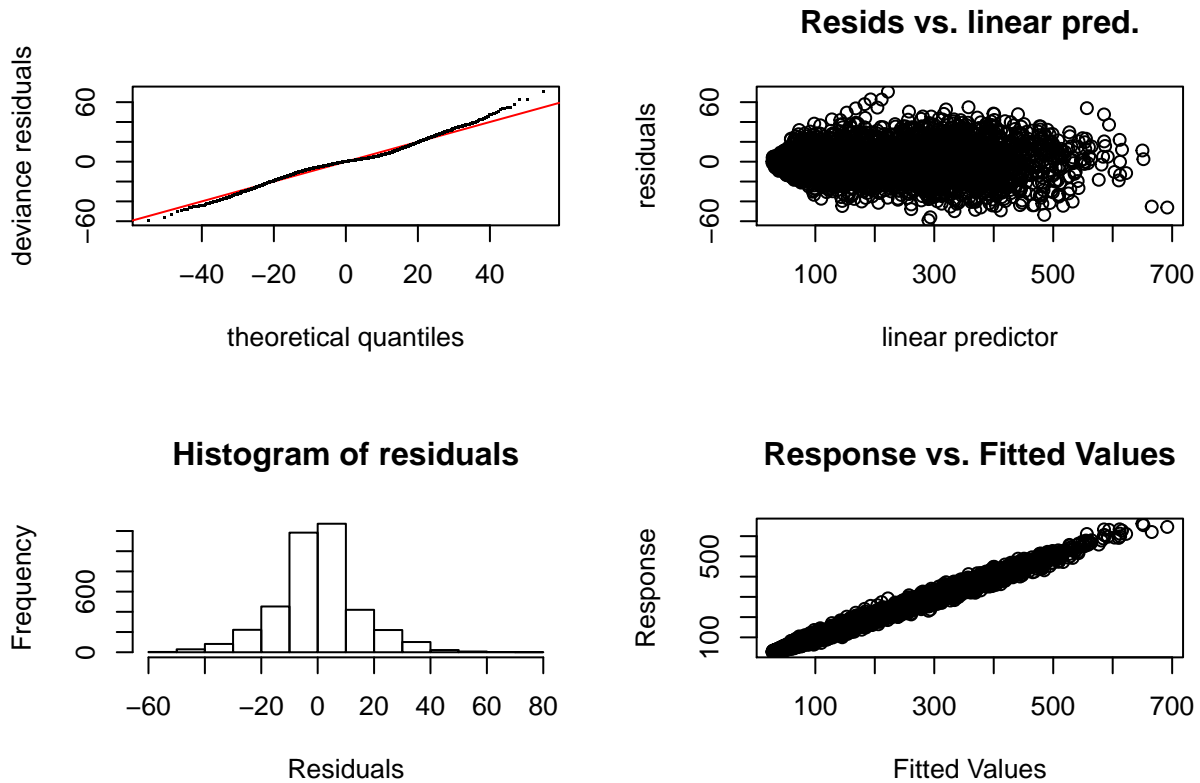 deviance residuals
60
0
−60
−40 −20 0 20 40
theoretical quantiles
Resids vs. linear pred.
residuals
60
0
−60
100 300 500 700
linear predictor
Histogram of residuals
Frequency
600
0
−60 −20 0 20 40 60 80
Residuals
Response vs. Fitted Values
Response
500
100
100 300 500 700
Fitted Values